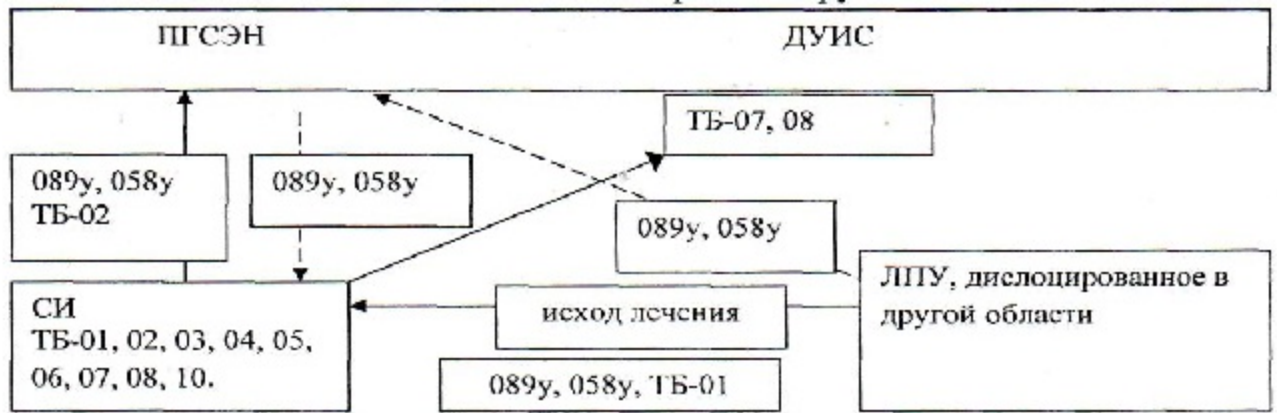 ПГСЭН ДУИС
ТБ-07, 08
089у, 058у
ТБ-02
089у, 058у
089у, 058у
СИ
ТБ-01, 02, 03, 04, 05,
06, 07, 08, 10.
исход лечения
089у, 058у, ТБ-01
ЛПУ, дислоцированное в
другой области